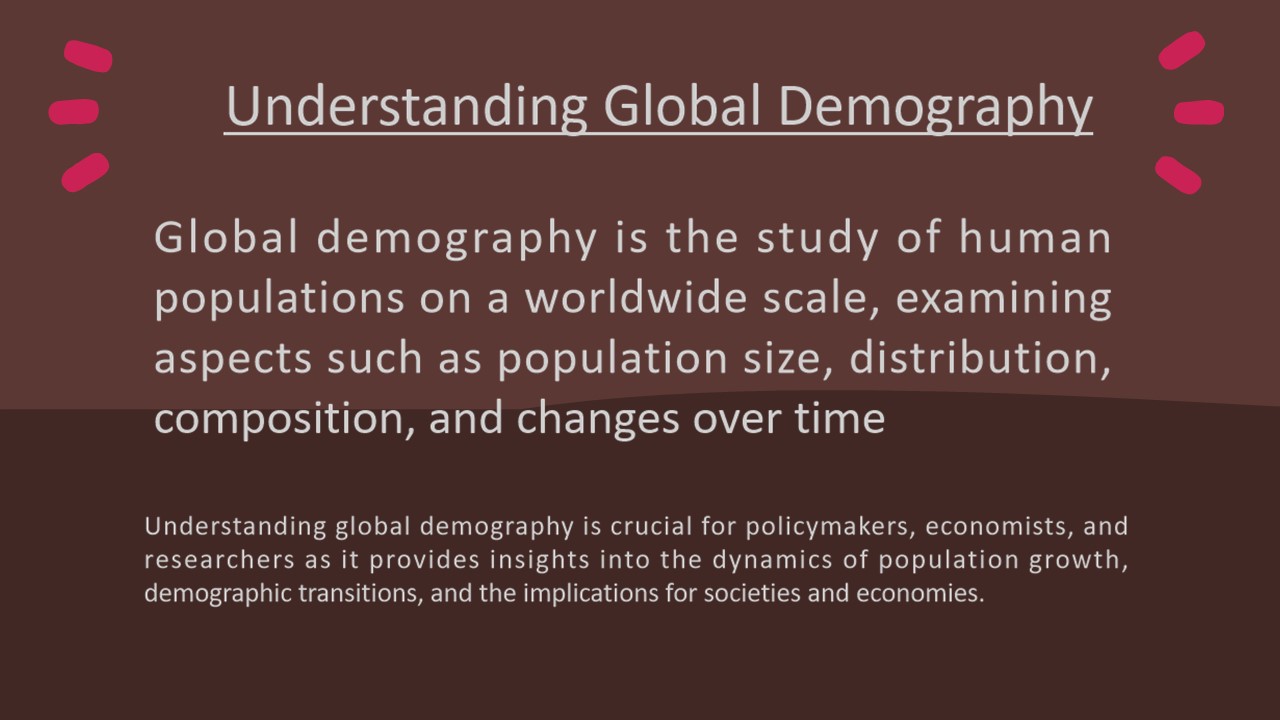 Understanding Global Demography
Global demography is the study of human
populations on a worldwide scale, examining
aspects such as population size, distribution,
composition, and changes over time
Understanding global demography is crucial for policymakers, economists, and
researchers as it provides insights into the dynamics of population growth,
demographic transitions, and the implications for societies and economies.